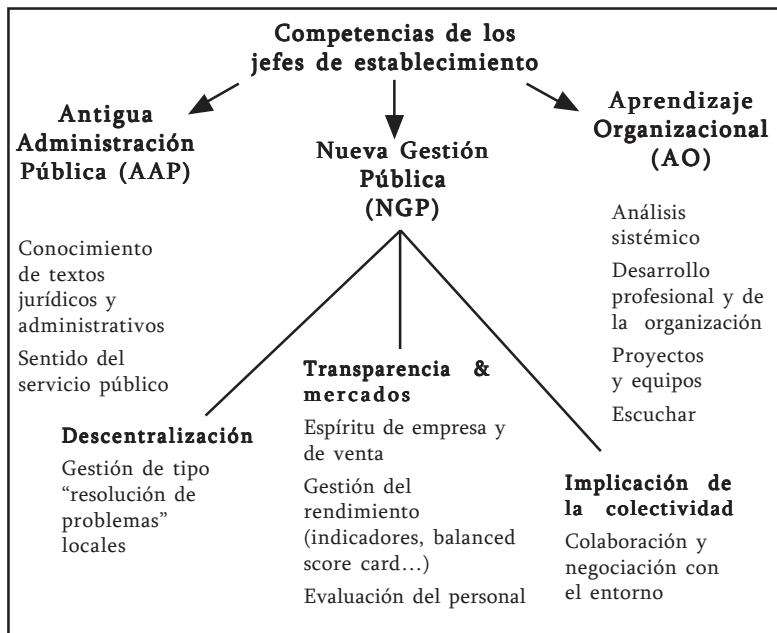 Competencias de los
jefes de establecimiento
Antigua
Administración
Pública (AAP)
Conocimiento
de textos
jurídicos y
administrativos
Sentido del
servicio público
Nueva Gestión
Pública
(NGP)
Aprendizaje
Organizacional
(AO)
Análisis
sistémico
Desarrollo
profesional y de
la organización
Proyectos
y equipos
Escuchar
Descentralización
Gestión de tipo
“resolución de
problemas”
locales
Transparencia &
mercados
Espíritu de empresa y
de venta
Gestión del
rendimiento
(indicadores, balanced
score card…)
Evaluación del personal
Implicación de
la colectividad
Colaboración y
negociación con
el entorno